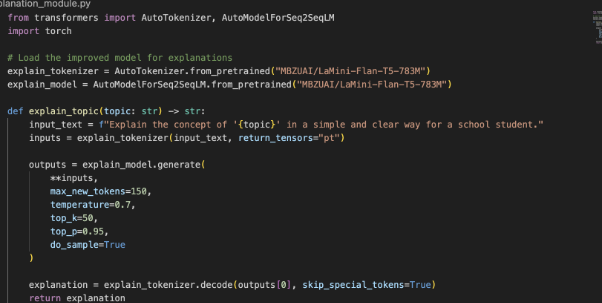 planation_module.py
from transformers import AutoTokenizer, AutoModelForSeq2SeqLM
import torch

# Load the improved model for explanations
explain_tokenizer = AutoTokenizer.from_pretrained("MBZUAI/LaMini-Flan-T5-783M")
explain_model = AutoModelForSeq2SeqLM.from_pretrained("MBZUAI/LaMini-Flan-T5-783M")

def explain_topic(topic: str) -> str:
    input_text = f"Explain the concept of '{topic}' in a simple and clear way for a school student."
    inputs = explain_tokenizer(input_text, return_tensors="pt")

    outputs = explain_model.generate(
        **inputs,
        max_new_tokens=150,
        temperature=0.7,
        top_k=50,
        top_p=0.95,
        do_sample=True
    )

    explanation = explain_tokenizer.decode(outputs[0], skip_special_tokens=True)
    return explanation